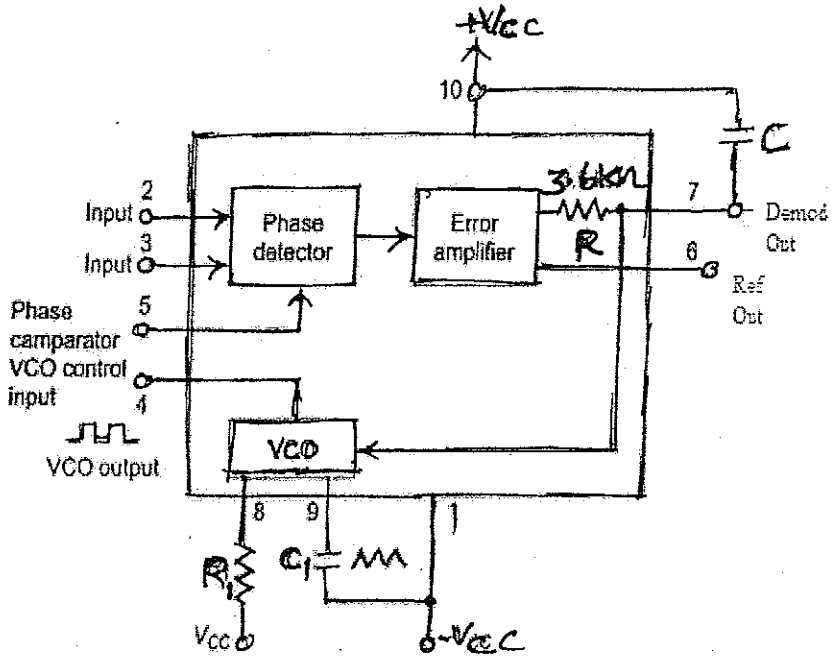 +Vcc
10
C
3.6kΩ
2
Input
3
Input
Phase
detector
Error
amplifier
R
7
Demod
Out
6
Ref
Out
5
Phase
camparator
VCO control
input
4
VCO output
VCO
8
9
1
R1
C1
VCC
-VCC